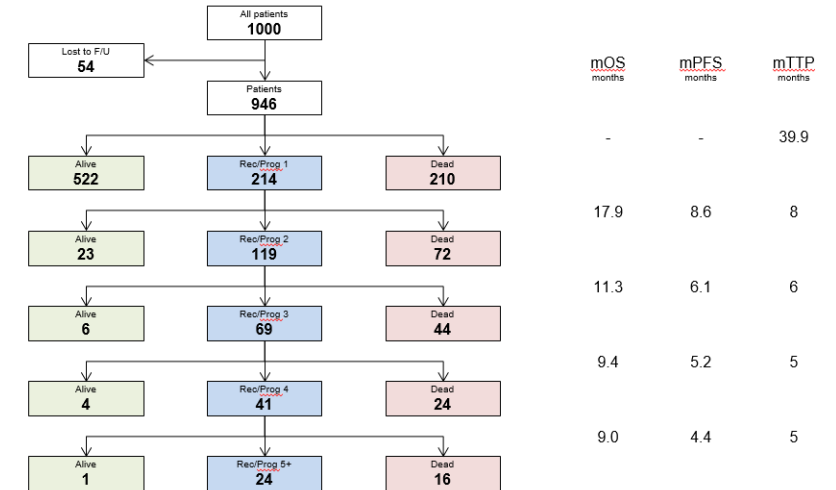 All patients
1000
Lost to F/U
54
mOS mPFS mTTP
months months months
Patients
946
- - 39.9
Alive Rec/Prog 1 Dead
522 214 210
17.9 8.6 8
Alive Rec/Prog 2 Dead
23 119 72
11.3 6.1 6
Alive Rec/Prog 3 Dead
6 69 44
9.4 5.2 5
Alive Rec/Prog 4 Dead
4 41 24
9.0 4.4 5
Alive Rec/Prog 5+ Dead
1 24 16